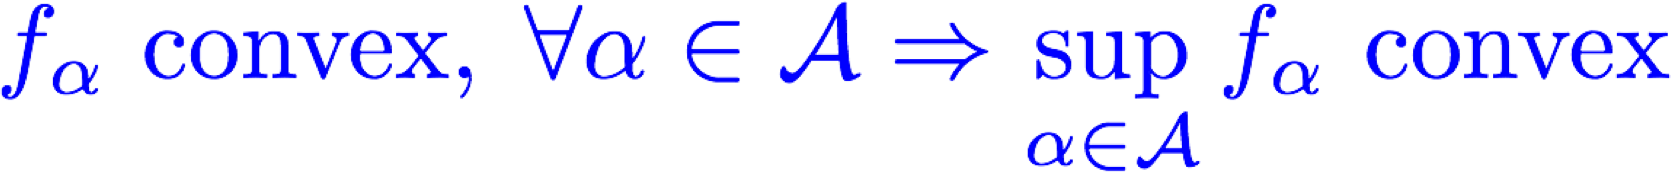 f_α convex, ∀α ∈ 𝒜 ⇒ sup_{α∈𝒜} f_α convex